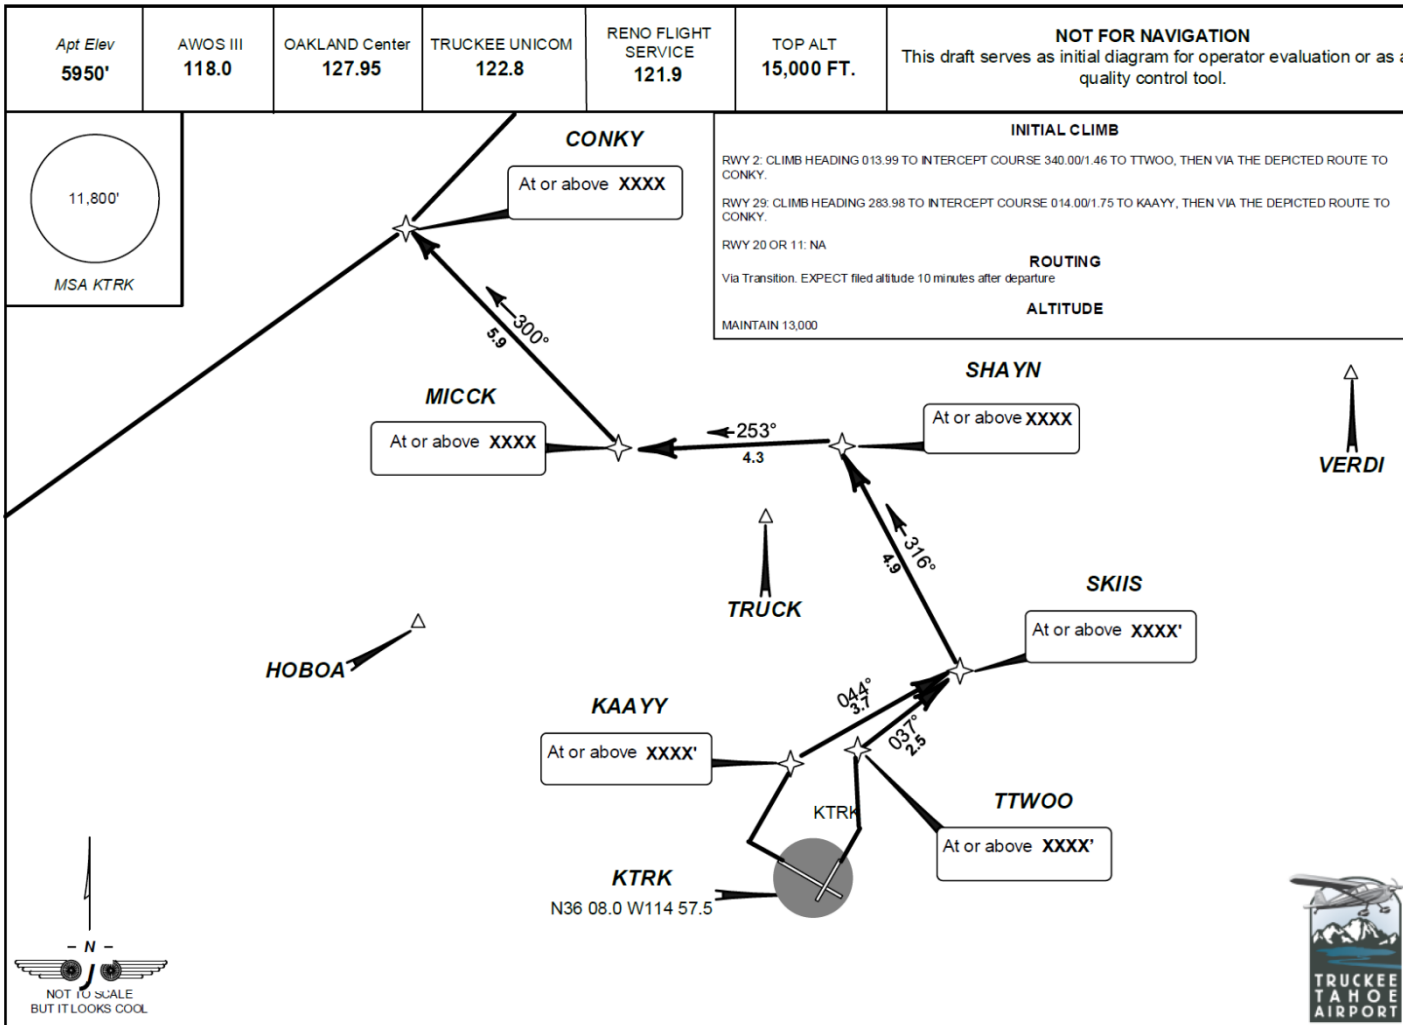 Apt Elev
5950'
AWOS III
118.0
OAKLAND Center
127.95
TRUCKEE UNICOM
122.8
RENO FLIGHT
SERVICE
121.9
TOP ALT
15,000 FT.
NOT FOR NAVIGATION
This draft serves as initial diagram for operator evaluation or as a
quality control tool.
11,800'
MSA KTRK
INITIAL CLIMB
RWY 2: CLIMB HEADING 013.99 TO INTERCEPT COURSE 340.00/1.46 TO TTWOO, THEN VIA THE DEPICTED ROUTE TO
CONKY.
RWY 29: CLIMB HEADING 283.98 TO INTERCEPT COURSE 014.00/1.75 TO KAAYY, THEN VIA THE DEPICTED ROUTE TO
CONKY.
RWY 20 OR 11: NA
ROUTING
Via Transition. EXPECT filed altitude 10 minutes after departure
ALTITUDE
MAINTAIN 13,000
CONKY
At or above XXXX
300°
5.9
MICCK
At or above XXXX
253°
4.3
SHAYN
At or above XXXX
VERDI
316°
4.9
TRUCK
HOBOA
SKIIS
At or above XXXX'
044°
3.7
037°
2.5
KAAYY
At or above XXXX'
TTWOO
At or above XXXX'
KTRK
KTRK
N36 08.0 W114 57.5
- N -
J
NOT TO SCALE
BUT IT LOOKS COOL
TRUCKEE
TAHOE
AIRPORT